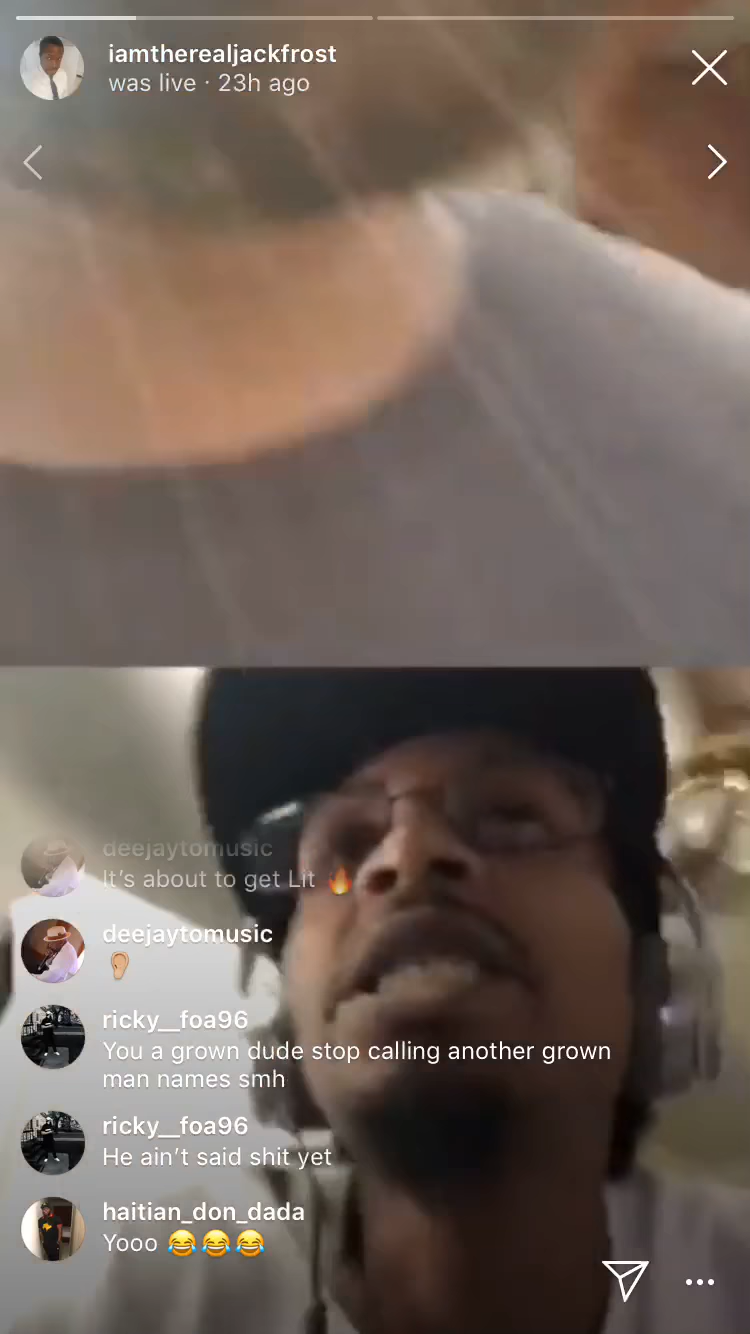 iamtherealjackfrost
was live · 23h ago
deejaytomusic
It's about to get Lit 🔥
deejaytomusic
👂🏼
ricky__foa96
You a grown dude stop calling another grown
man names smh
ricky__foa96
He ain't said shit yet
haitian_don_dada
Yooo 😂😂😂